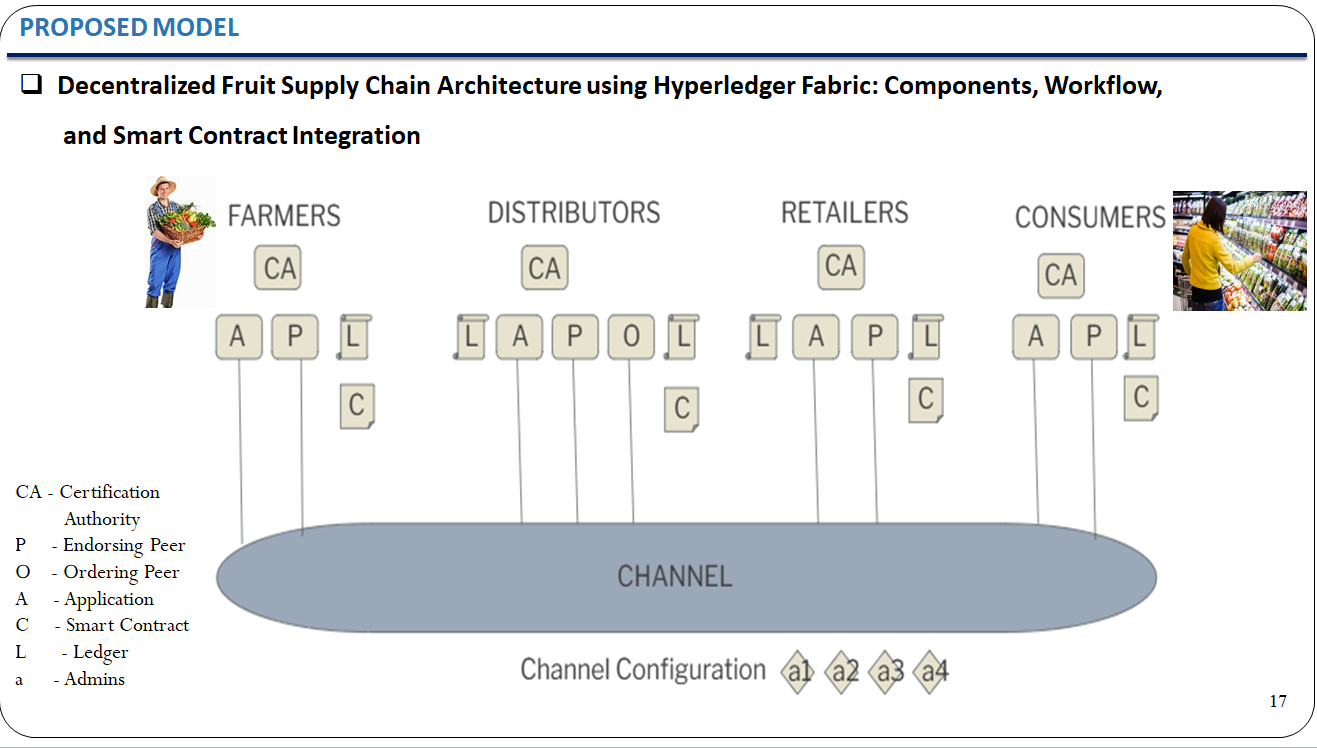 PROPOSED MODEL
❑ Decentralized Fruit Supply Chain Architecture using Hyperledger Fabric: Components, Workflow,
and Smart Contract Integration
FARMERS DISTRIBUTORS RETAILERS CONSUMERS
CA CA CA CA
A P L L A P O L L A P L A P L
C C C C
CA - Certification
Authority
P - Endorsing Peer
O - Ordering Peer
A - Application
C - Smart Contract
L - Ledger
a - Admins
CHANNEL
Channel Configuration a1 a2 a3 a4
17